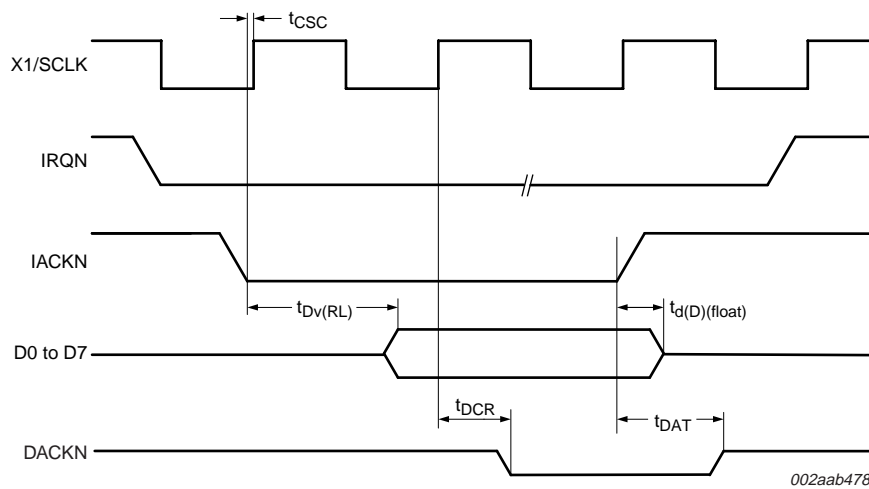 tCSC
X1/SCLK
IRQN
IACKN
tDv(RL)
td(D)(float)
D0 to D7
tDCR
tDAT
DACKN
002aab478